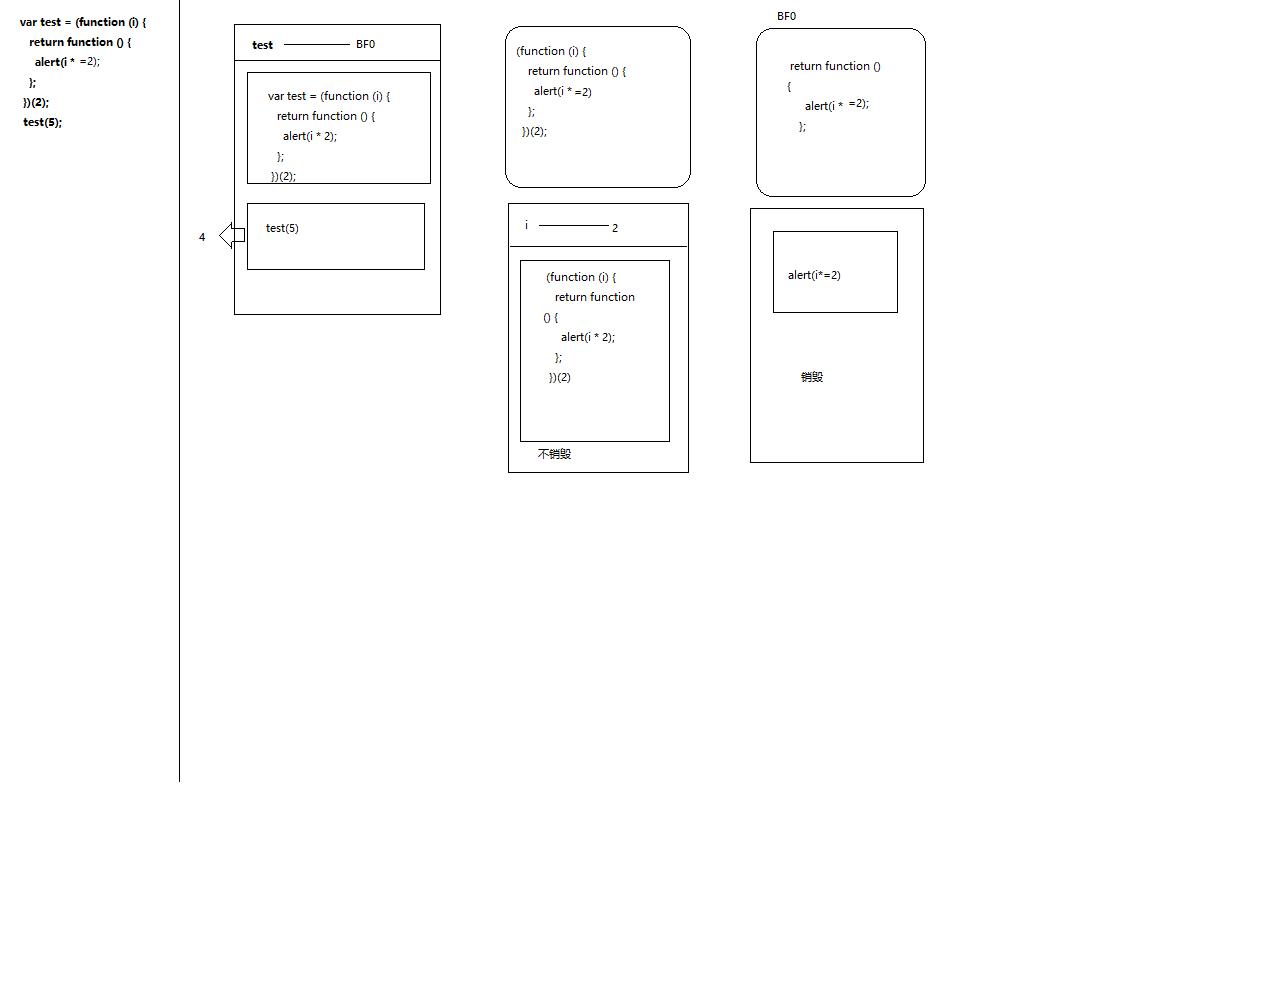 var test = (function (i) {
return function () {
alert(i * =2);
};
})(2);
test(5);
test BF0
var test = (function (i) {
return function () {
alert(i * 2);
};
})(2);
test(5)
4
(function (i) {
return function () {
alert(i * =2)
};
})(2);
i 2
(function (i) {
return function
() {
alert(i * 2);
};
})(2)
不销毁
BF0
return function ()
{
alert(i * =2);
};
alert(i*=2)
销毁